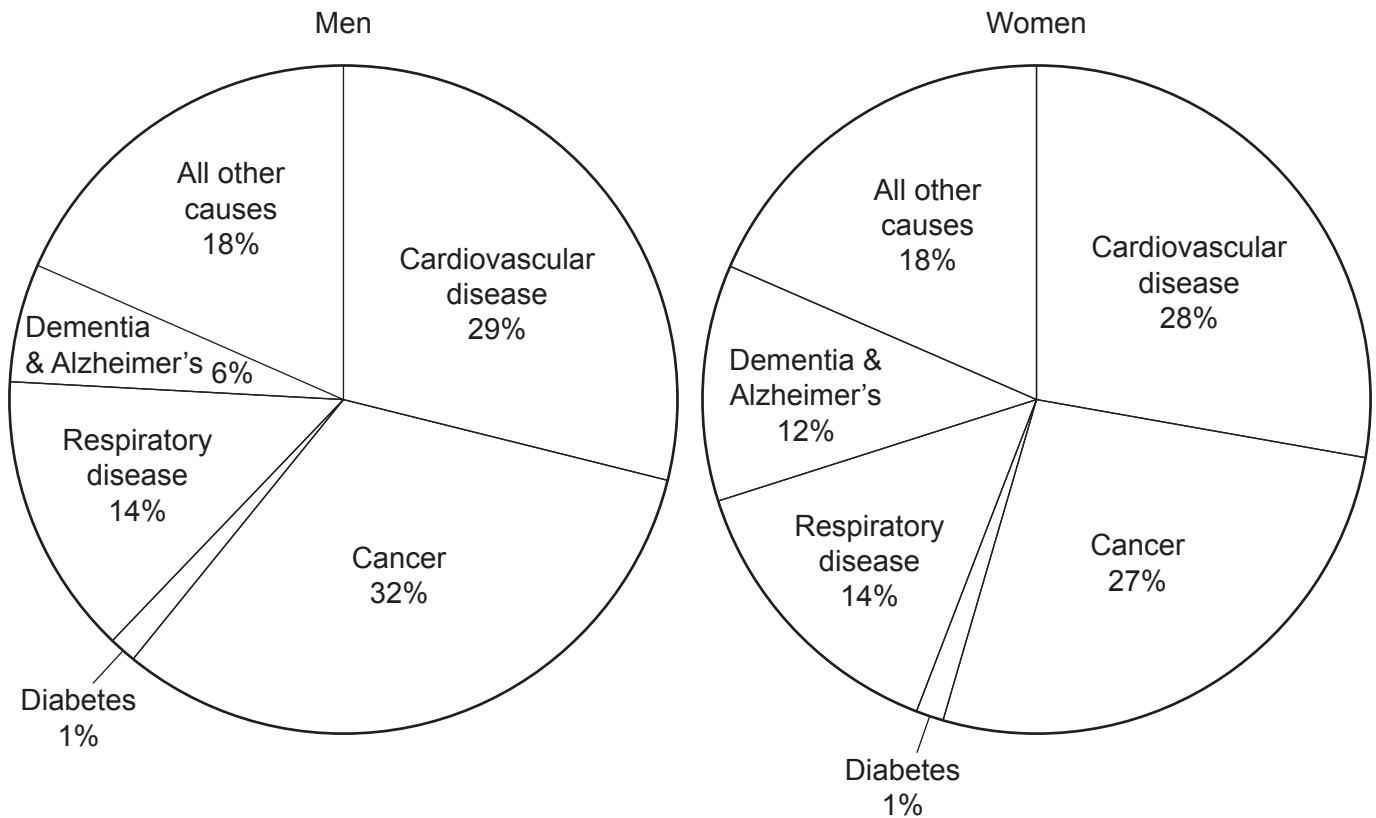 Men
All other
causes
18%
Cardiovascular
disease
29%
Dementia
& Alzheimer’s 6%
Respiratory
disease
14%
Cancer
32%
Diabetes
1%
Women
All other
causes
18%
Cardiovascular
disease
28%
Dementia &
Alzheimer’s
12%
Respiratory
disease
14%
Cancer
27%
Diabetes
1%